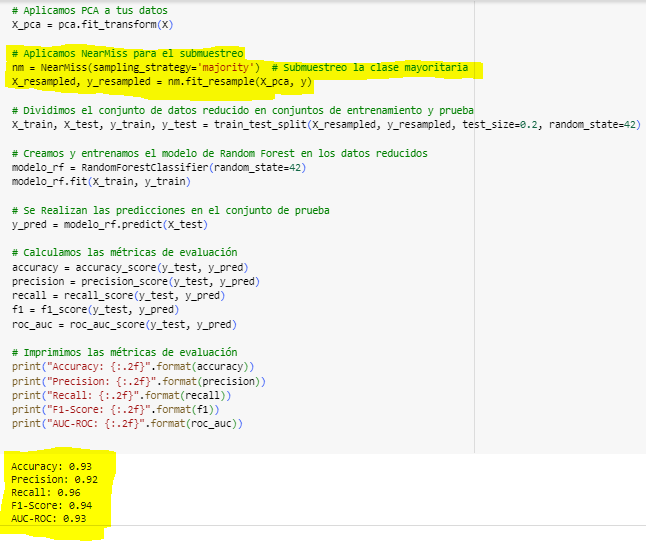 # Aplicamos PCA a tus datos
X_pca = pca.fit_transform(X)
# Aplicamos NearMiss para el submuestreo
nm = NearMiss(sampling_strategy='majority')  # Submuestreo la clase mayoritaria
X_resampled, y_resampled = nm.fit_resample(X_pca, y)
# Dividimos el conjunto de datos reducido en conjuntos de entrenamiento y prueba
X_train, X_test, y_train, y_test = train_test_split(X_resampled, y_resampled, test_size=0.2, random_state=42)
# Creamos y entrenamos el modelo de Random Forest en los datos reducidos
modelo_rf = RandomForestClassifier(random_state=42)
modelo_rf.fit(X_train, y_train)
# Se Realizan las predicciones en el conjunto de prueba
y_pred = modelo_rf.predict(X_test)
# Calculamos las métricas de evaluación
accuracy = accuracy_score(y_test, y_pred)
precision = precision_score(y_test, y_pred)
recall = recall_score(y_test, y_pred)
f1 = f1_score(y_test, y_pred)
roc_auc = roc_auc_score(y_test, y_pred)
# Imprimimos las métricas de evaluación
print("Accuracy: {:.2f}".format(accuracy))
print("Precision: {:.2f}".format(precision))
print("Recall: {:.2f}".format(recall))
print("F1-Score: {:.2f}".format(f1))
print("AUC-ROC: {:.2f}".format(roc_auc))
Accuracy: 0.93
Precision: 0.92
Recall: 0.96
F1-Score: 0.94
AUC-ROC: 0.93